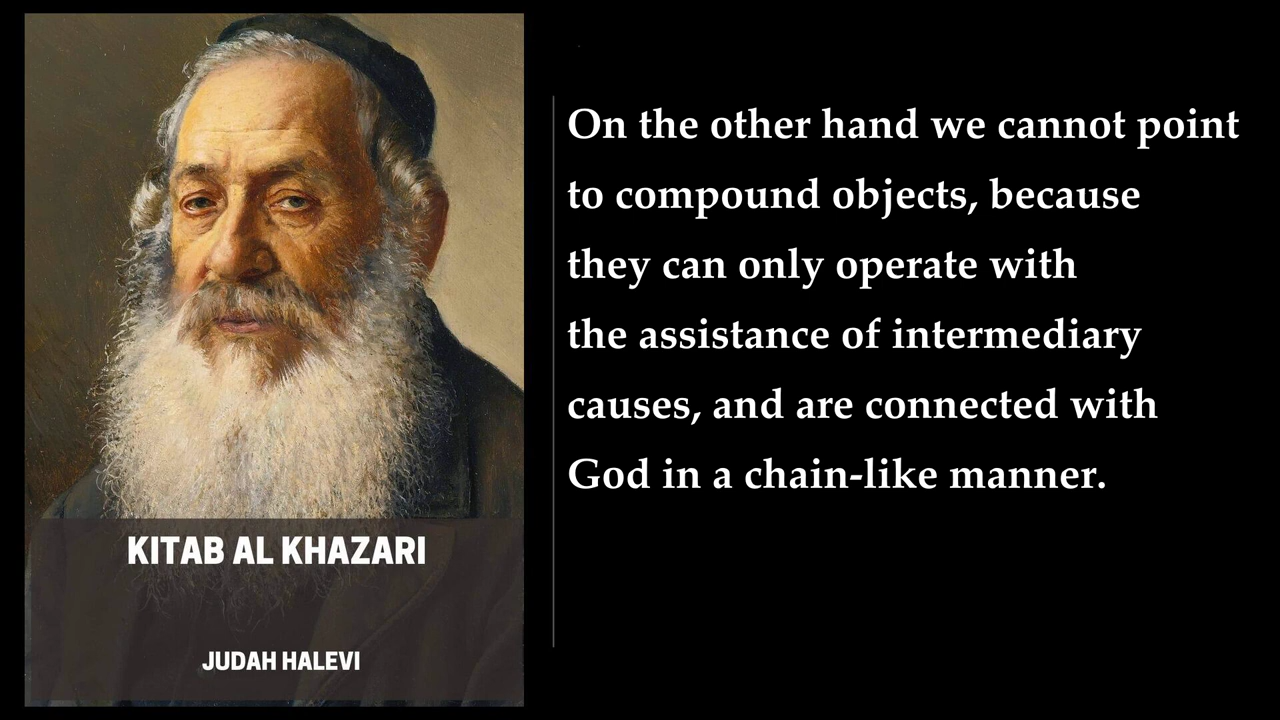 KITAB AL KHAZARI
JUDAH HALEVI
On the other hand we cannot point
to compound objects, because
they can only operate with
the assistance of intermediary
causes, and are connected with
God in a chain-like manner.